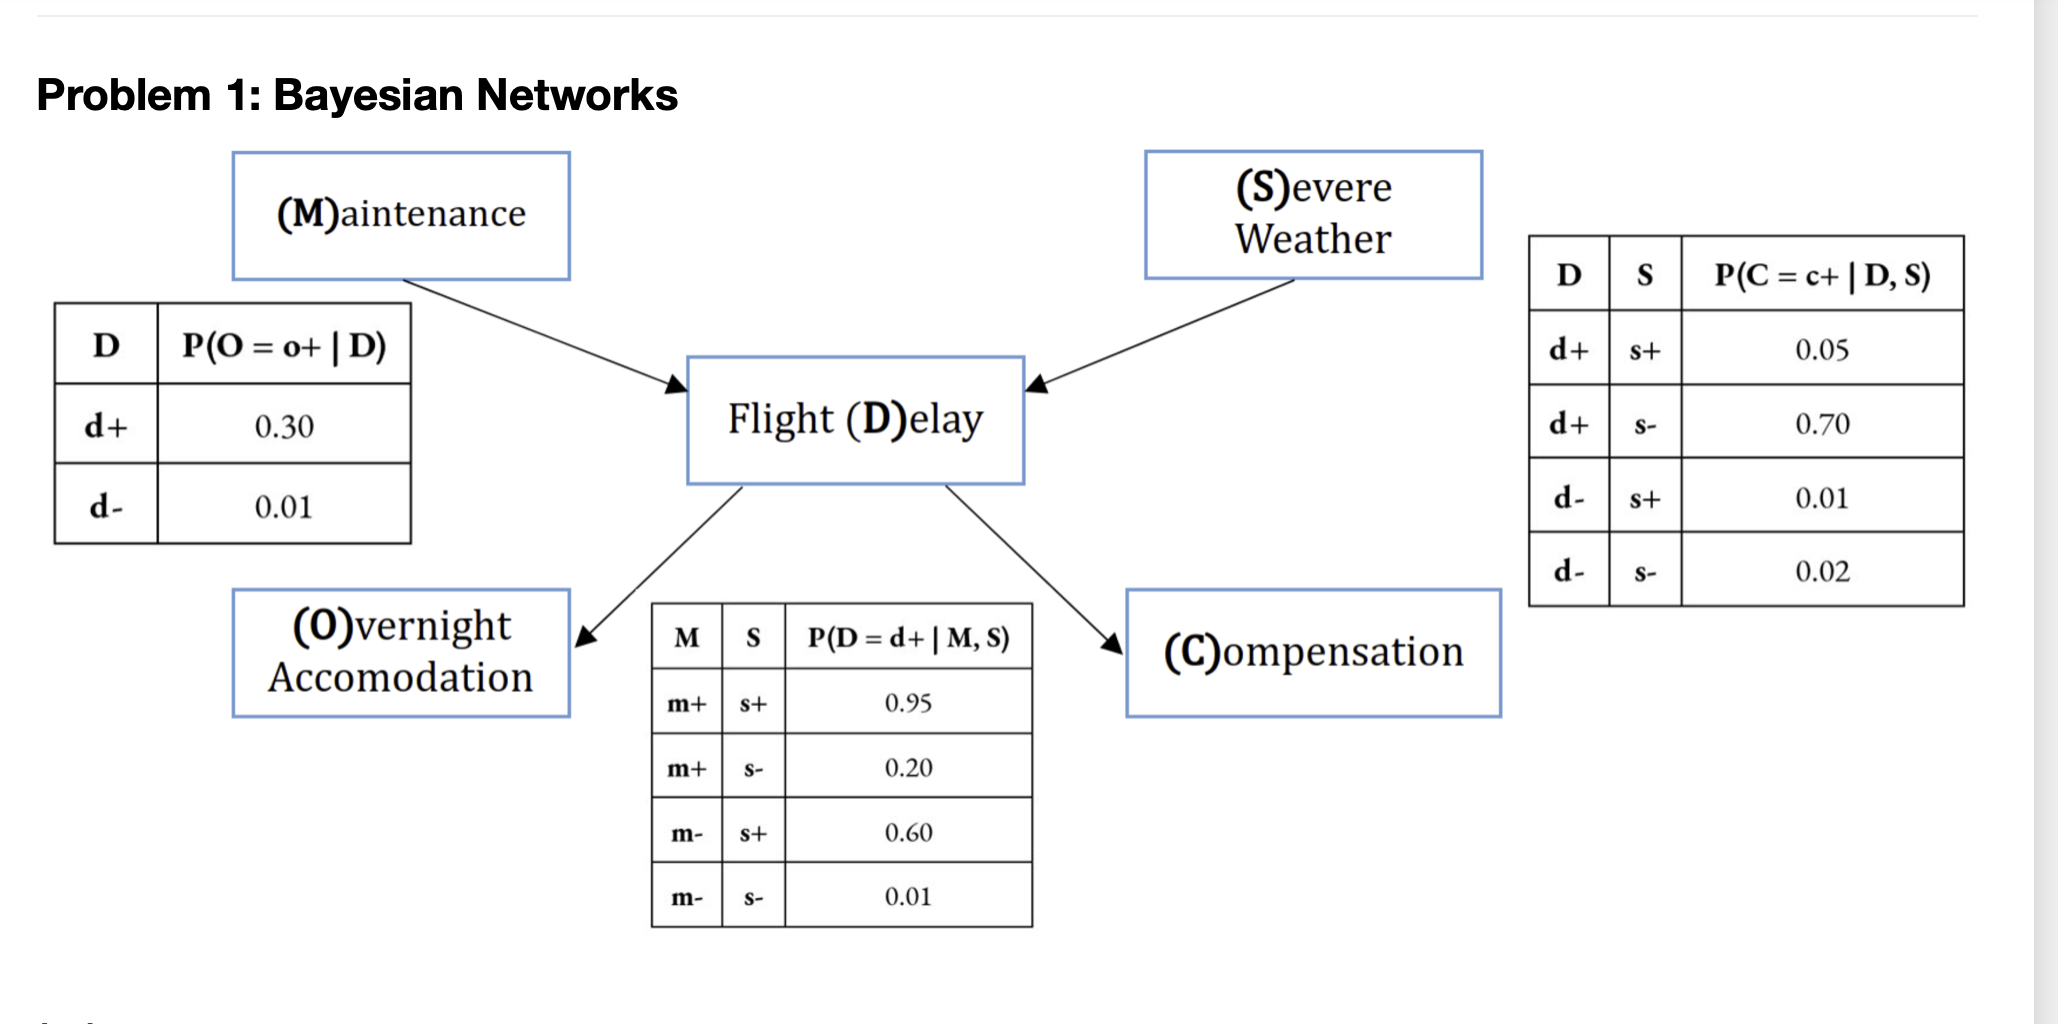 Problem 1: Bayesian Networks
(M)aintenance
(S)evere
Weather
D P(O = o+ | D)
d+ 0.30
d- 0.01
Flight (D)elay
D S P(C = c+ | D, S)
d+ s+ 0.05
d+ s- 0.70
d- s+ 0.01
d- s- 0.02
(O)vernight
Accomodation
M S P(D = d+ | M, S)
m+ s+ 0.95
m+ s- 0.20
m- s+ 0.60
m- s- 0.01
(C)ompensation